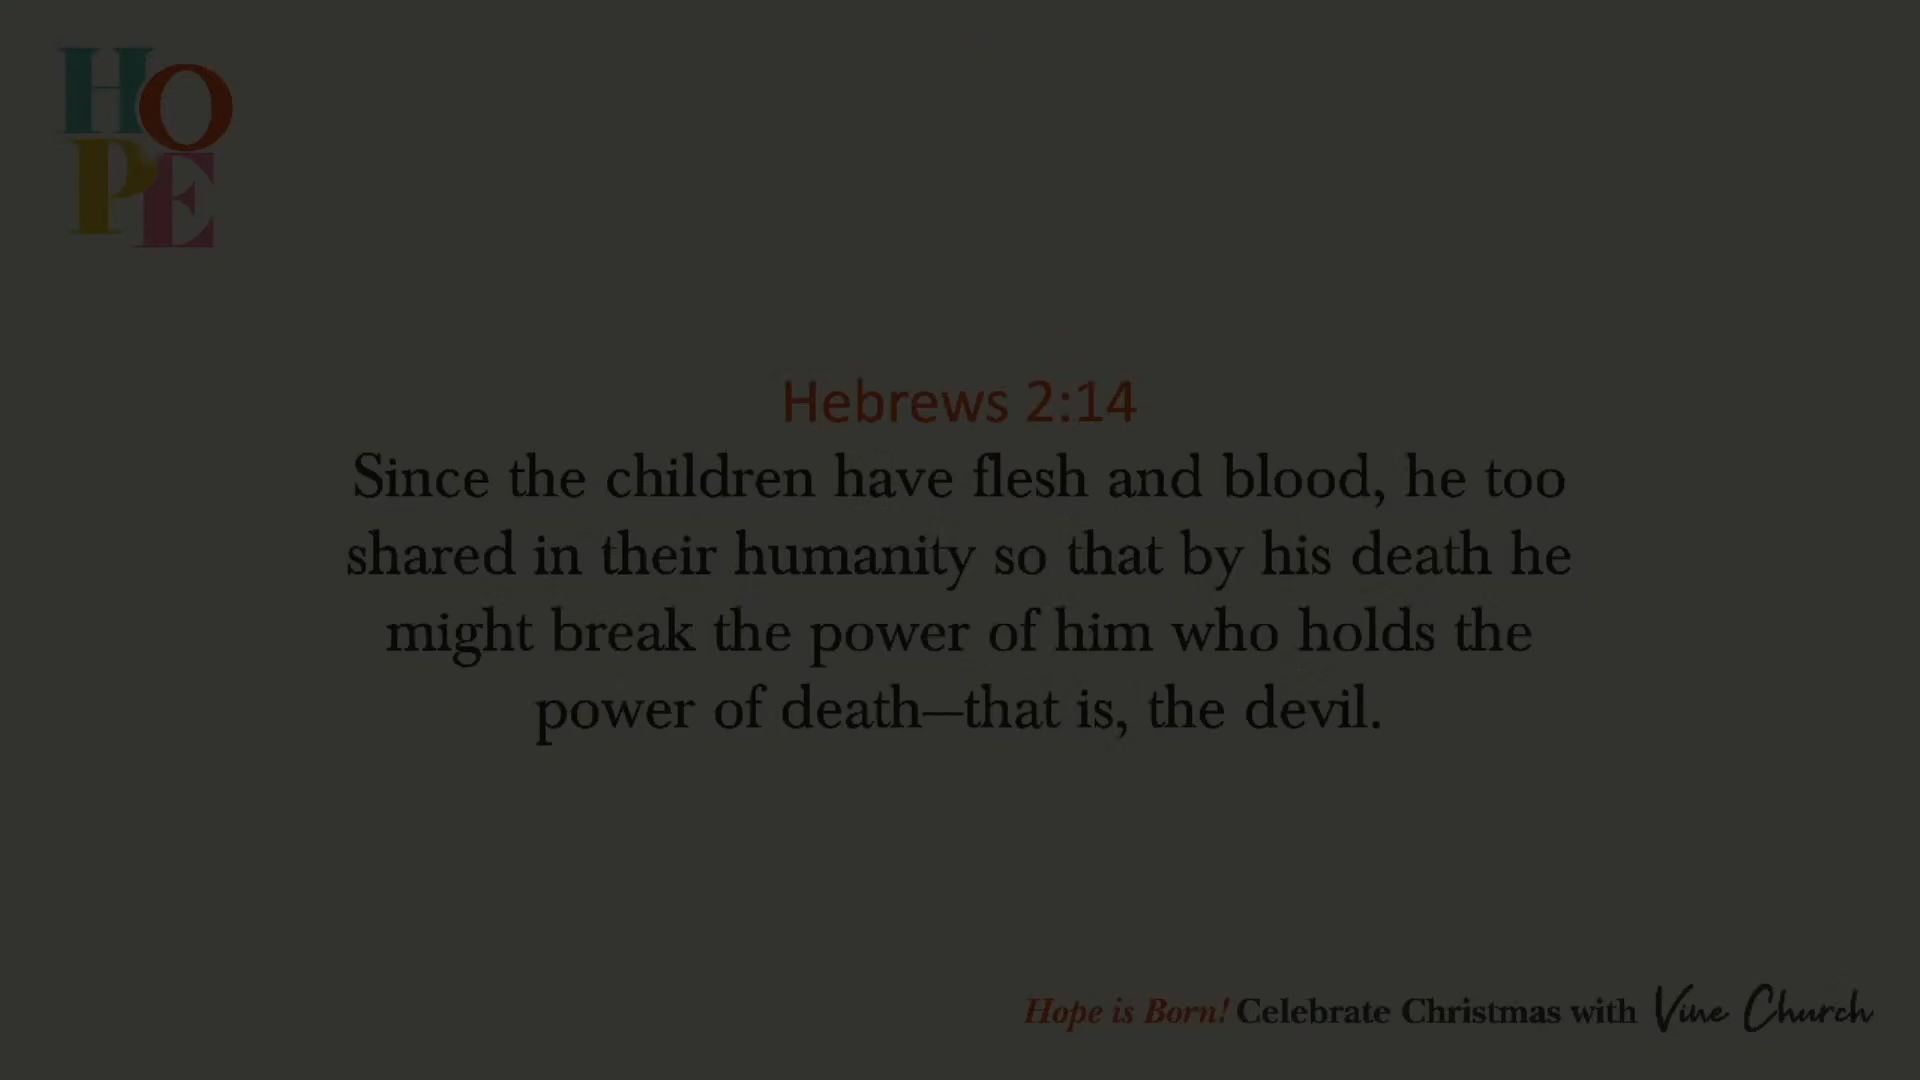 HOPE
Hebrews 2:14
Since the children have flesh and blood, he too
shared in their humanity so that by his death he
might break the power of him who holds the
power of death—that is, the devil.
Hope is Born! Celebrate Christmas with Vine Church